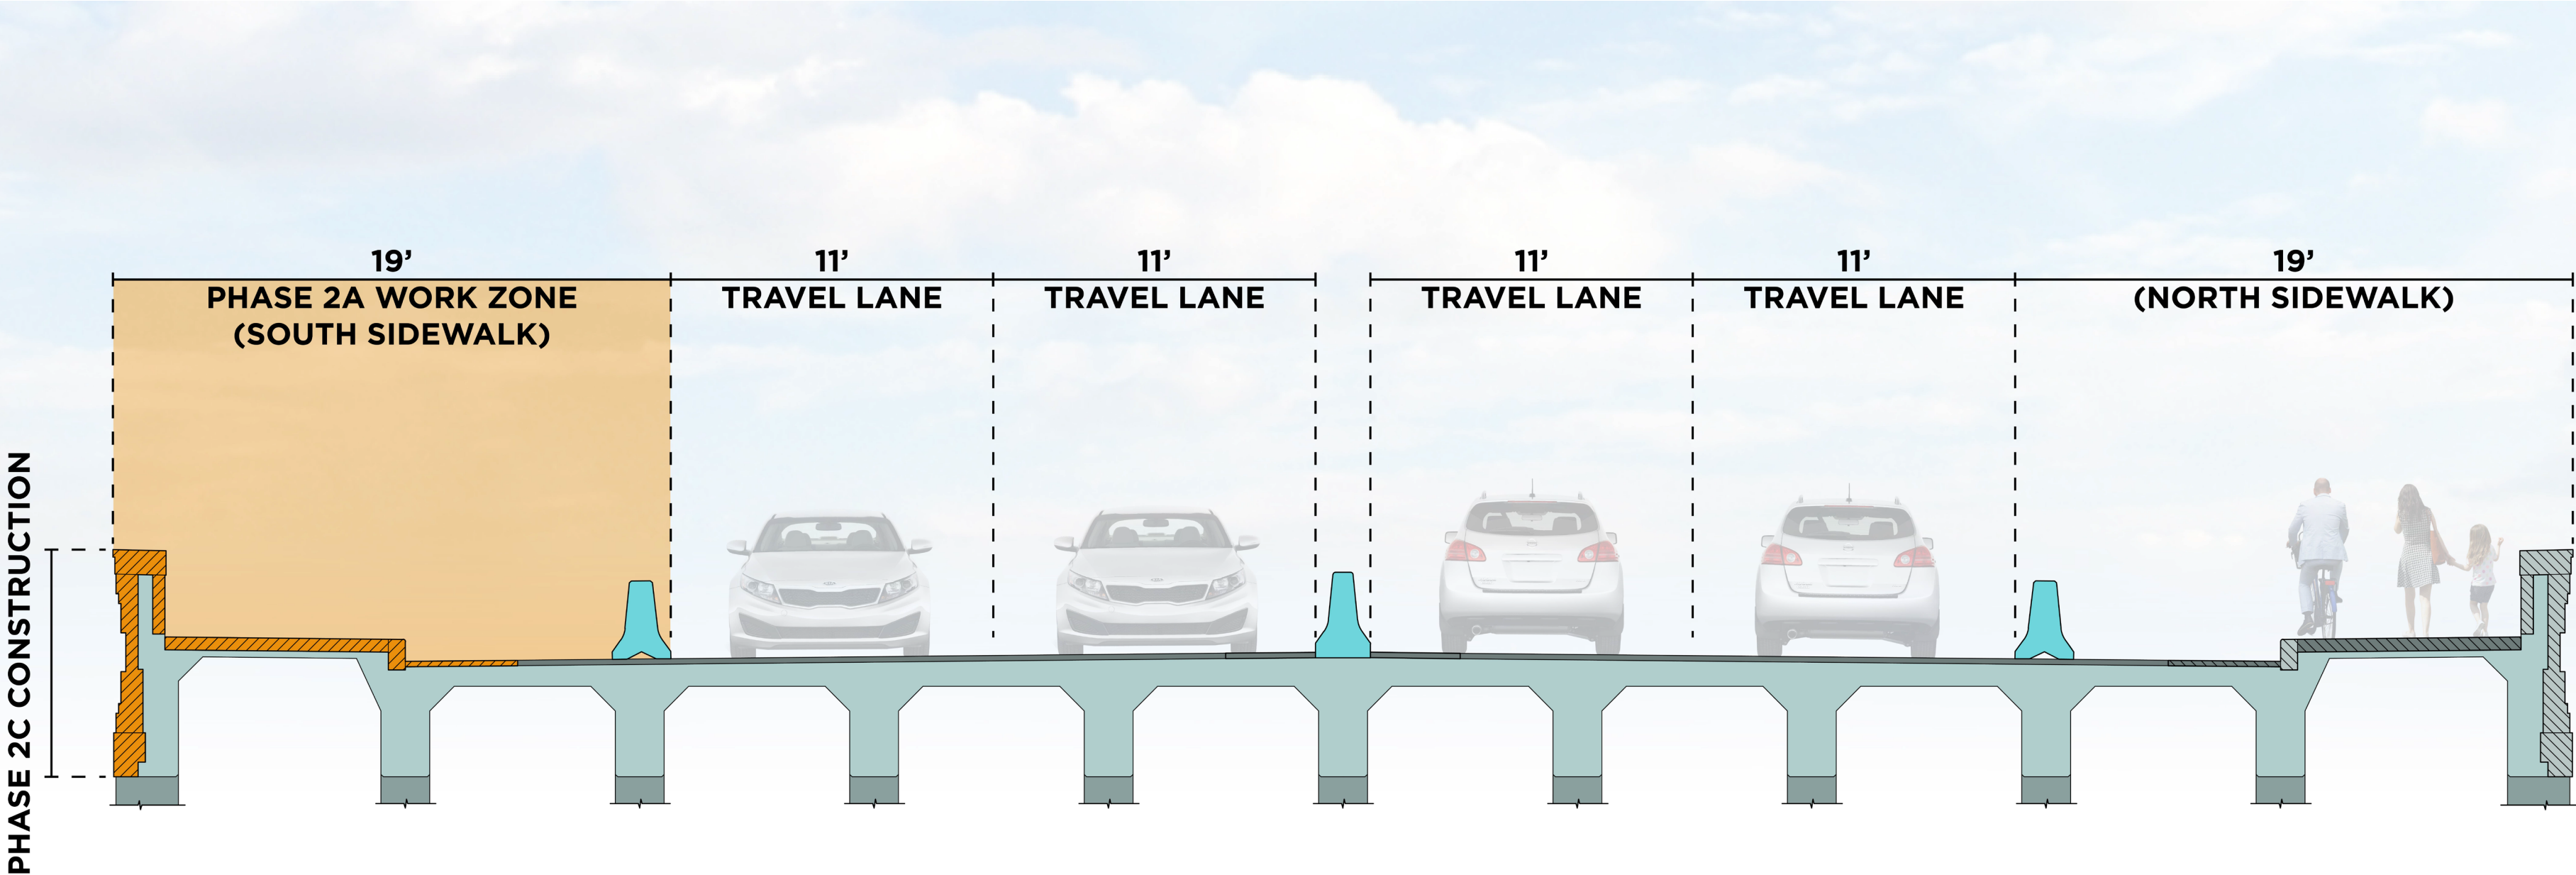 19’
PHASE 2A WORK ZONE
(SOUTH SIDEWALK)
11’
TRAVEL LANE
11’
TRAVEL LANE
11’
TRAVEL LANE
11’
TRAVEL LANE
19’
(NORTH SIDEWALK)
PHASE 2C CONSTRUCTION